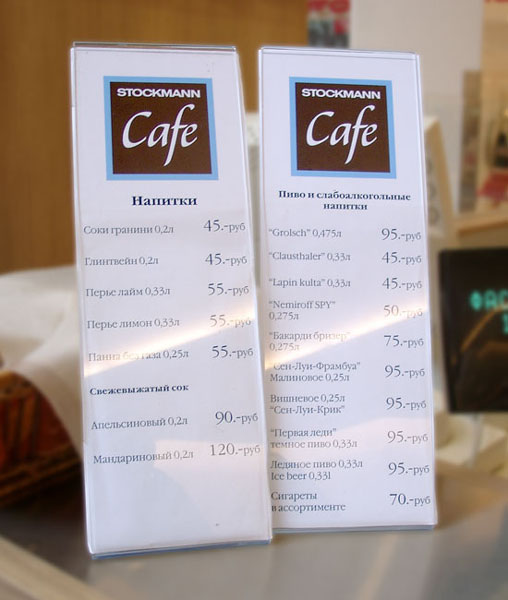 STOCKMANN
Cafe
Напитки
Соки гранини 0,2л 45.-руб
Глинтвейн 0,2л 45.-руб
Перье лайм 0,33л 55.-руб
Перье лимон 0,33л 55.-руб
Панна без газа 0,25л 55.-руб
Свежевыжатый сок
Апельсиновый 0,2л 90.-руб
Мандариновый 0,2л 120.-руб
STOCKMANN
Cafe
Пиво и слабоалкогольные
напитки
"Grolsch" 0,475л 95.-руб
"Clausthaler" 0,33л 45.-руб
"Lapin kulta" 0,33л 45.-руб
"Nemiroff SPY"
0,275л 50.-руб
"Бакарди бризер"
0,275л 75.-руб
"Сен-Луи-Фрамбуа"
Малиновое 0,25л 95.-руб
Вишневое 0,25л
"Сен-Луи-Крик" 95.-руб
"Первая леди"
темное пиво 0,33л 95.-руб
Ледяное пиво 0,33л
Ice beer 0,33l 95.-руб
Сигареты
в ассортименте 70.-руб